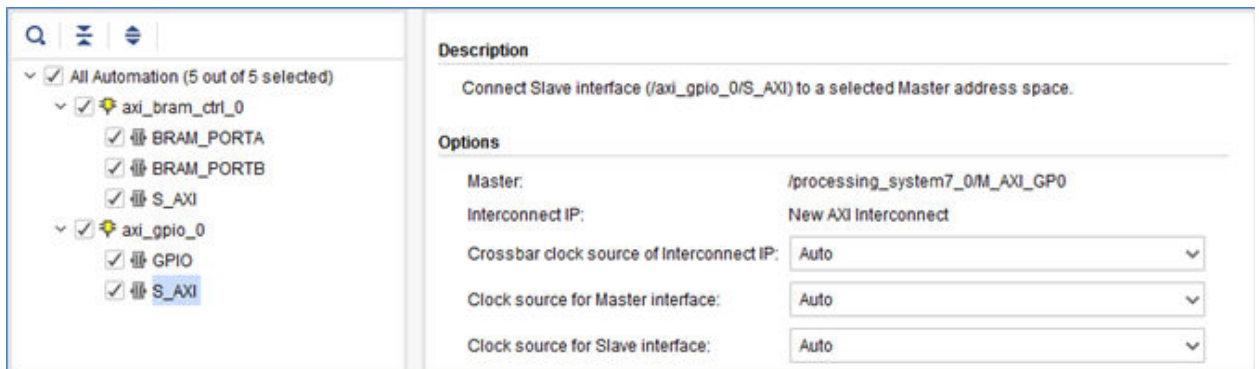 All Automation (5 out of 5 selected)
axi_bram_ctrl_0
BRAM_PORTA
BRAM_PORTB
S_AXI
axi_gpio_0
GPIO
S_AXI
Description
Connect Slave interface (/axi_gpio_0/S_AXI) to a selected Master address space.
Options
Master: /processing_system7_0/M_AXI_GP0
Interconnect IP: New AXI Interconnect
Crossbar clock source of Interconnect IP: Auto
Clock source for Master interface: Auto
Clock source for Slave interface: Auto